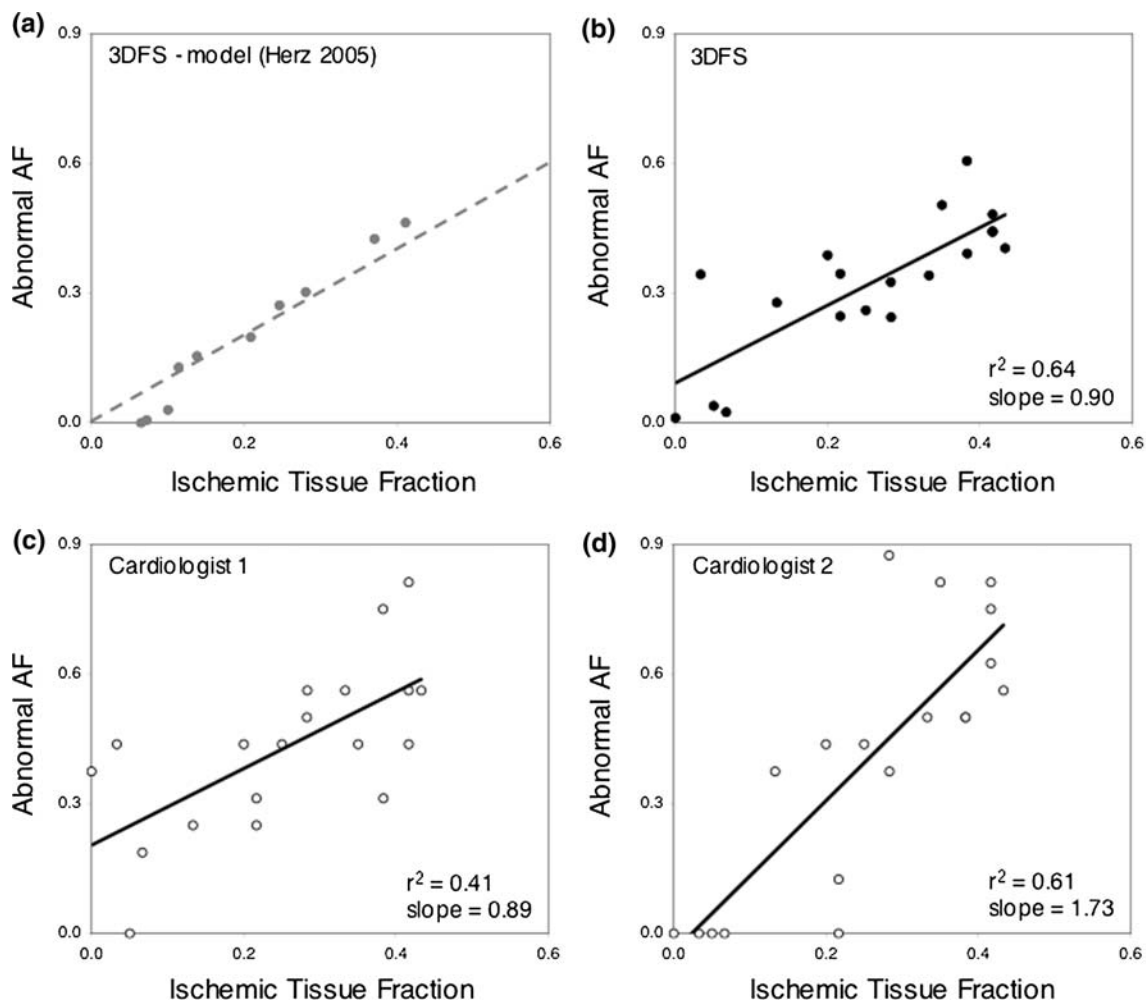 (a)
3DFS - model (Herz 2005)
0.9
0.6
0.3
0.0
Abnormal AF
0.0 0.2 0.4 0.6
Ischemic Tissue Fraction
(b)
3DFS
0.9
0.6
0.3
0.0
Abnormal AF
r² = 0.64
slope = 0.90
0.0 0.2 0.4 0.6
Ischemic Tissue Fraction
(c)
Cardiologist 1
0.9
0.6
0.3
0.0
Abnormal AF
r² = 0.41
slope = 0.89
0.0 0.2 0.4 0.6
Ischemic Tissue Fraction
(d)
Cardiologist 2
0.9
0.6
0.3
0.0
Abnormal AF
r² = 0.61
slope = 1.73
0.0 0.2 0.4 0.6
Ischemic Tissue Fraction